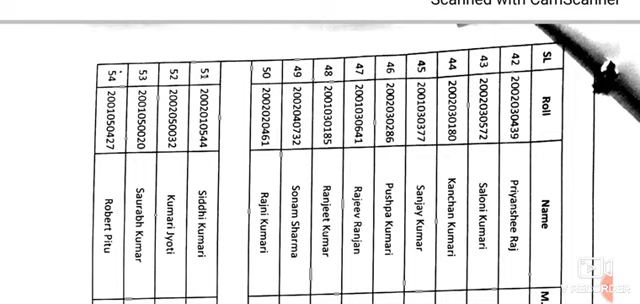 Scanned with CamScanner
SL Roll Name M.
42 2002030439 Priyanshee Raj
43 2002030572 Saloni Kumari
44 2002030180 Kanchan Kumari
45 2001030377 Sanjay Kumar
46 2002030286 Pushpa Kumari
47 2001030641 Rajeev Ranjan
48 2001030185 Ranjeet Kumar
49 2002040732 Sonam Sharma
50 2002020461 Rajni Kumari
51 2002010544 Siddhi Kumari
52 2002050032 Kumari Jyoti
53 2001050020 Saurabh Kumar
54 2001050427 Robert Pitu
RECORDER